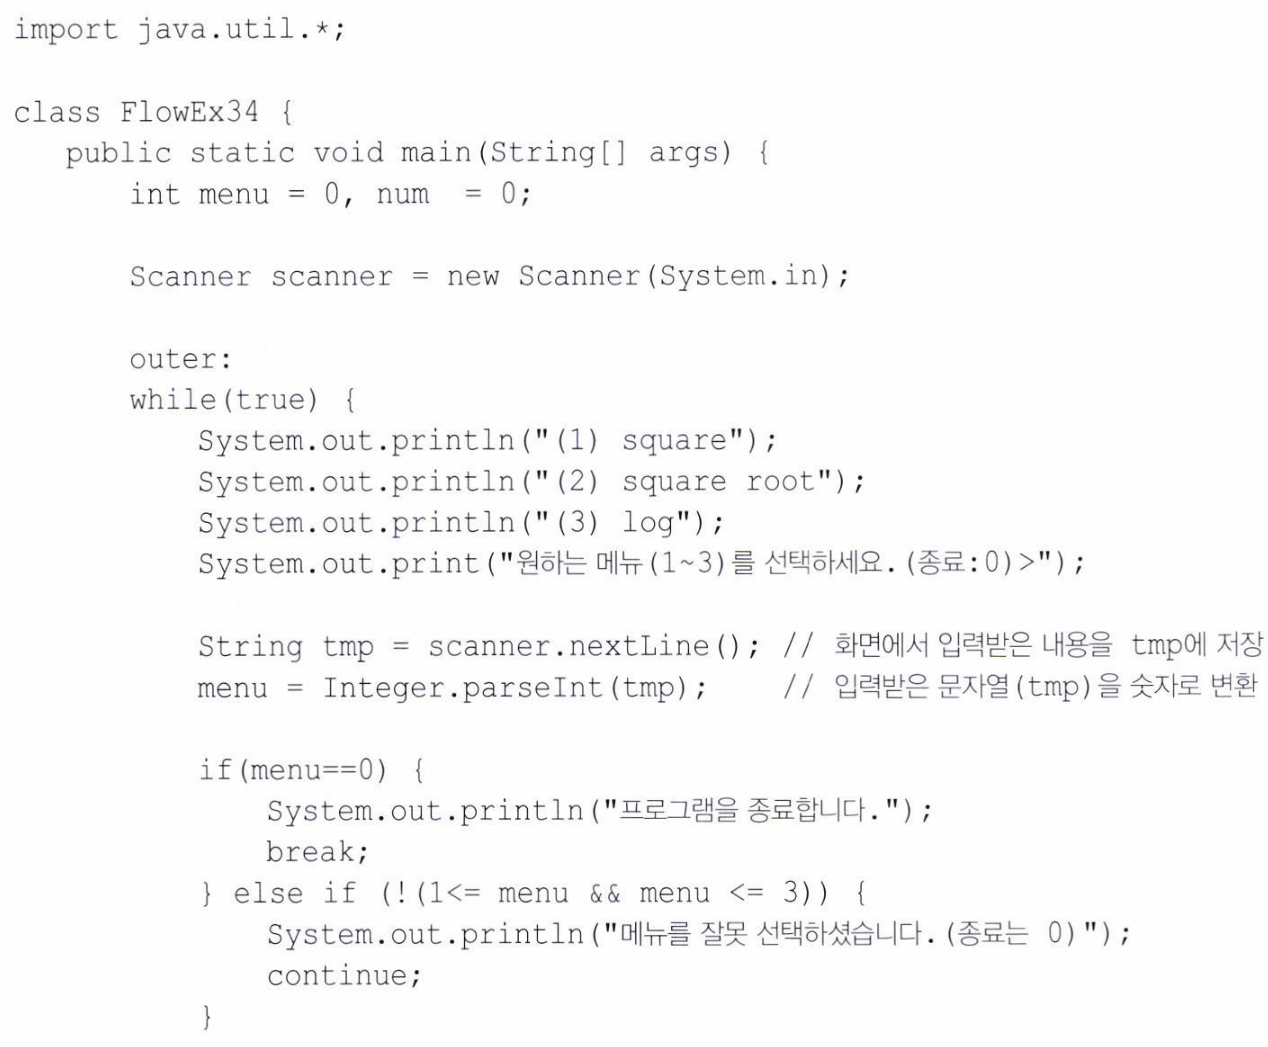 import java.util.*;
class FlowEx34 {
public static void main(String[] args) {
int menu = 0, num  = 0;
Scanner scanner = new Scanner(System.in);
outer:
while(true) {
System.out.println("(1) square");
System.out.println("(2) square root");
System.out.println("(3) log");
System.out.print("원하는 메뉴(1~3)를 선택하세요.(종료:0)>");
String tmp = scanner.nextLine(); // 화면에서 입력받은 내용을 tmp에 저장
menu = Integer.parseInt(tmp);    // 입력받은 문자열(tmp)을 숫자로 변환
if(menu==0) {
System.out.println("프로그램을 종료합니다.");
break;
} else if (!(1<= menu && menu <= 3)) {
System.out.println("메뉴를 잘못 선택하셨습니다.(종료는 0)");
continue;
}